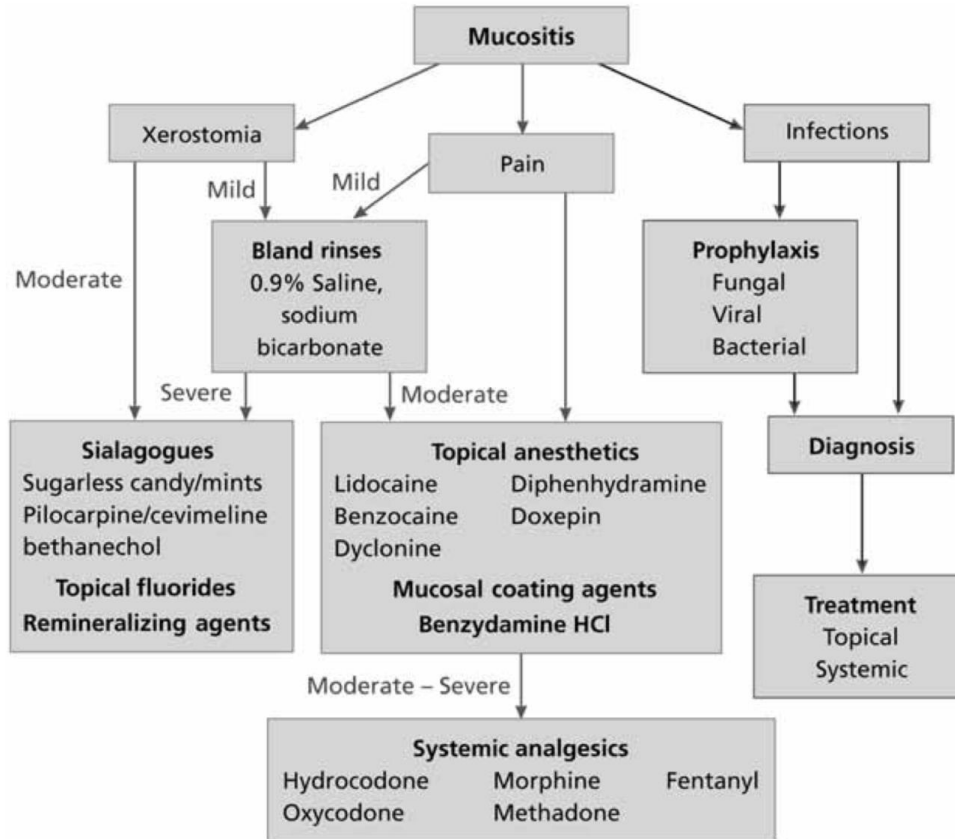 Mucositis
Xerostomia
Pain
Infections
Mild
Mild
Moderate
Bland rinses
0.9% Saline,
sodium
bicarbonate
Prophylaxis
Fungal
Viral
Bacterial
Severe
Moderate
Sialagogues
Sugarless candy/mints
Pilocarpine/cevimeline
bethanechol
Topical fluorides
Remineralizing agents
Topical anesthetics
Lidocaine Diphenhydramine
Benzocaine Doxepin
Dyclonine
Mucosal coating agents
Benzydamine HCl
Diagnosis
Treatment
Topical
Systemic
Moderate – Severe
Systemic analgesics
Hydrocodone Morphine Fentanyl
Oxycodone Methadone